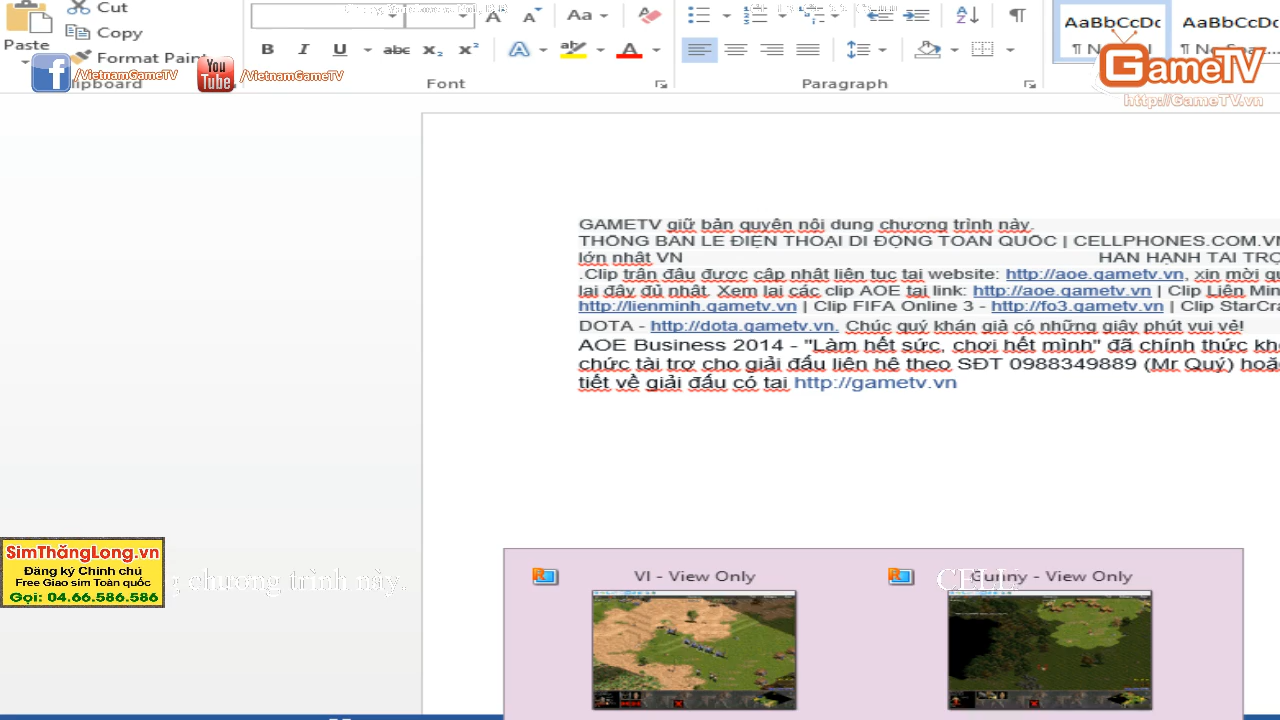 Cut
Copy
Paste
Format Pain
/VietnamGameTV
You
Tube
/VietnamGameTV
Font
Paragraph
AaBbCcDc
AaBbCcDc
GameTV
http://GameTV.vn
GAMETV giữ bản quyền nội dung chương trình này.
THỐNG BÁN LẺ ĐIỆN THOẠI DI ĐỘNG TOÀN QUỐC | CELLPHONES.COM.VN
lớn nhất VN HÂN HẠNH TÀI TRỢ
.Clip trận đấu được cập nhật liên tục tại website: http://aoe.gametv.vn, xin mời qu
lại đầy đủ nhất. Xem lại các clip AOE tại link: http://aoe.gametv.vn | Clip Liên Min
http://lienminh.gametv.vn | Clip FIFA Online 3 - http://fo3.gametv.vn | Clip StarCra
DOTA - http://dota.gametv.vn. Chúc quý khán giả có những giây phút vui vẻ!
AOE Business 2014 - "Làm hết sức, chơi hết mình" đã chính thức khở
chức tài trợ cho giải đấu liên hệ theo SĐT 0988349889 (Mr Quý) hoặc
tiết về giải đấu có tại http://gametv.vn
SimThăngLong.vn
Đăng ký Chính chủ
Free Giao sim Toàn quốc
Gọi: 04.66.586.586
g chương trình này.
VI - View Only
Gunny - View Only
CELL